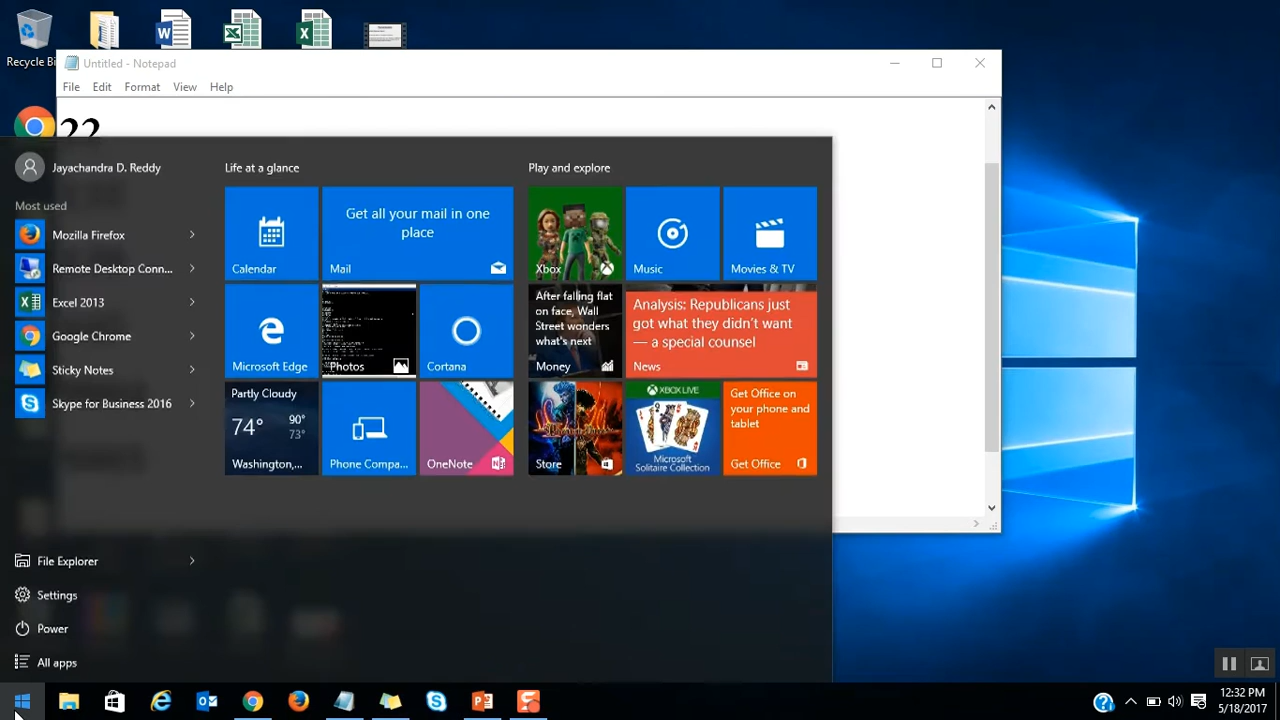 Recycle Bi
Untitled - Notepad
File Edit Format View Help
22
Jayachandra D. Reddy
Most used
Mozilla Firefox
Remote Desktop Conn...
Excel 2013
Google Chrome
Sticky Notes
Skype for Business 2016
File Explorer
Settings
Power
All apps
Life at a glance
Calendar
Get all your mail in one
place
Mail
Microsoft Edge
Photos
Cortana
Partly Cloudy
74° 90°
73°
Washington,...
Phone Compa...
OneNote
Play and explore
Xbox
Music
Movies & TV
After falling flat
on face, Wall
Street wonders
what's next
Money
Analysis: Republicans just
got what they didn't want
— a special counsel
News
Store
XBOX LIVE
Microsoft
Solitaire Collection
Get Office on
your phone and
tablet
Get Office
12:32 PM
5/18/2017